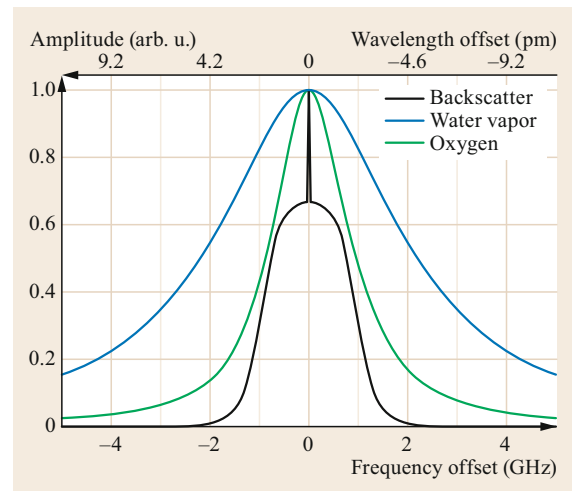 Amplitude (arb. u.) Wavelength offset (pm)
9.2 4.2 0 −4.6 −9.2
1.0
Backscatter
Water vapor
Oxygen
0.8
0.6
0.4
0.2
0
−4 −2 0 2 4
Frequency offset (GHz)